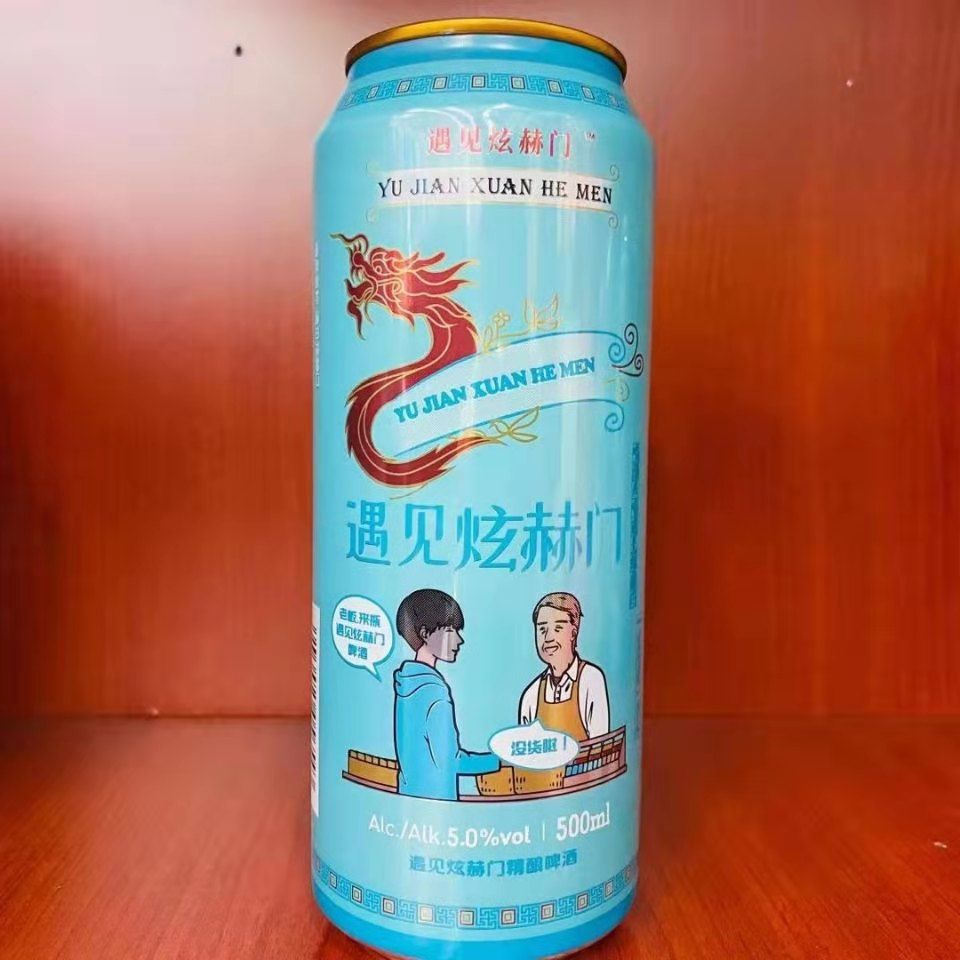 遇见炫赫门 ™
YU JIAN XUAN HE MEN
YU JIAN XUAN HE MEN
遇见炫赫门
老板,来瓶
遇见炫赫门
啤酒
没货啦!
Alc./Alk.5.0%vol | 500ml
遇见炫赫门精酿啤酒